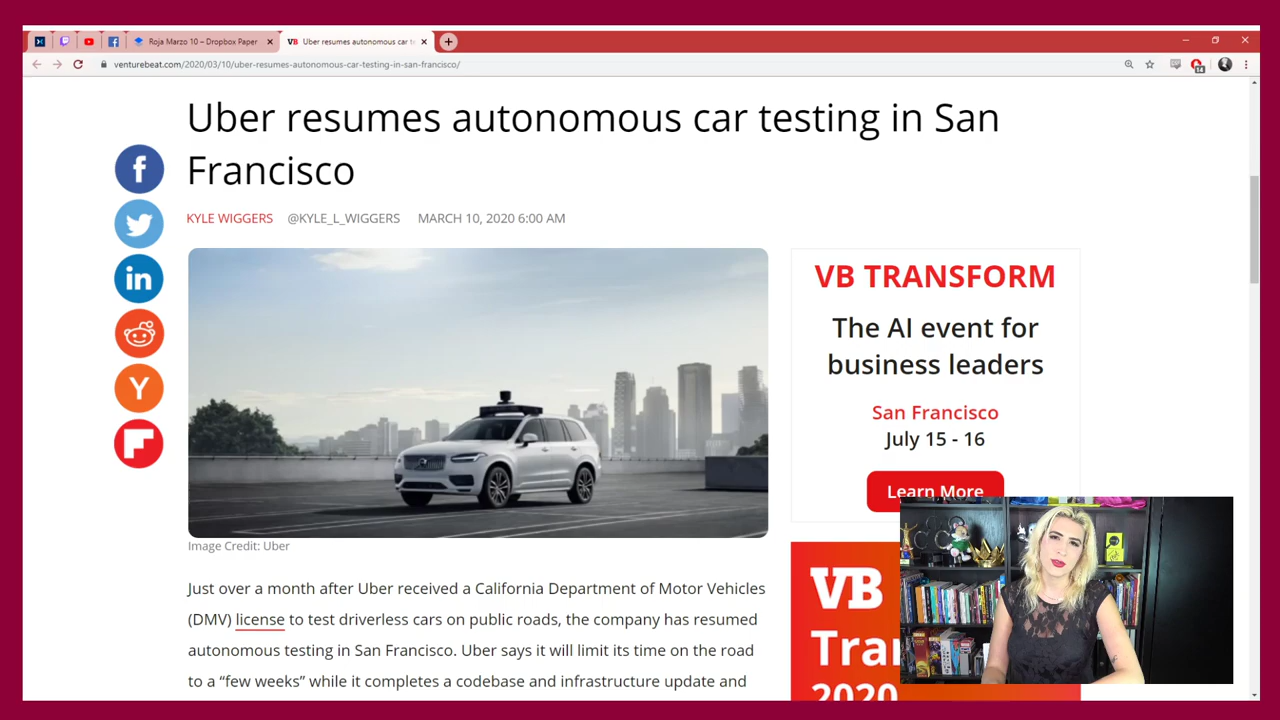 Roja Marzo 10 – Dropbox Paper
VB Uber resumes autonomous car te
venturebeat.com/2020/03/10/uber-resumes-autonomous-car-testing-in-san-francisco/
14
Uber resumes autonomous car testing in San
Francisco
KYLE WIGGERS @KYLE_L_WIGGERS MARCH 10, 2020 6:00 AM
f
in
Y
VB TRANSFORM
The AI event for
business leaders
San Francisco
July 15 - 16
Learn More
Image Credit: Uber
Just over a month after Uber received a California Department of Motor Vehicles
(DMV) license to test driverless cars on public roads, the company has resumed
autonomous testing in San Francisco. Uber says it will limit its time on the road
to a “few weeks” while it completes a codebase and infrastructure update and
VB
2020